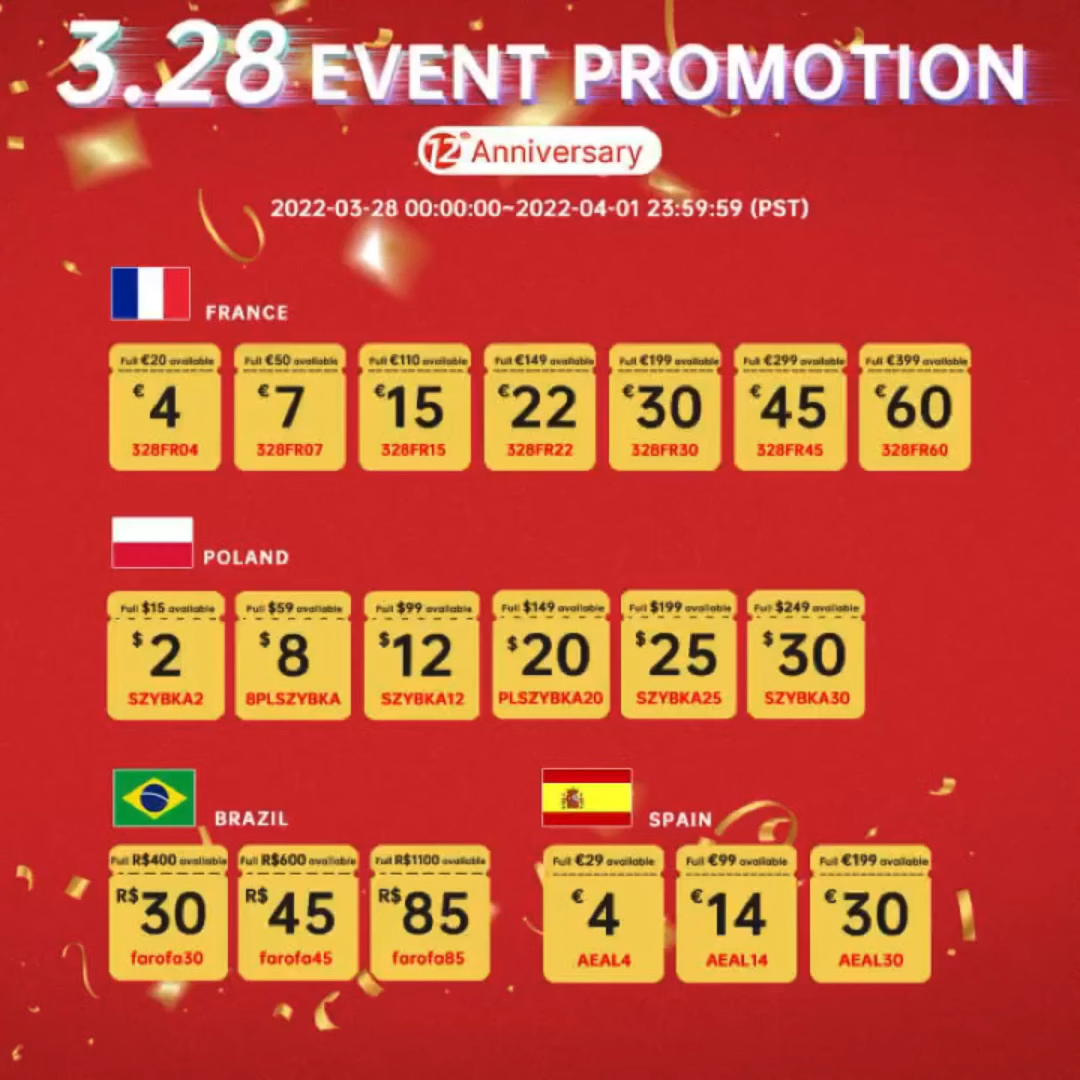 3.28 EVENT PROMOTION
12th Anniversary
2022-03-28 00:00:00~2022-04-01 23:59:59 (PST)
FRANCE
Full €20 available
€4
328FR04
Full €50 available
€7
328FR07
Full €110 available
€15
328FR15
Full €149 available
€22
328FR22
Full €199 available
€30
328FR30
Full €299 available
€45
328FR45
Full €399 available
€60
328FR60
POLAND
Full $15 available
$2
SZYBKA2
Full $59 available
$8
8PLSZYBKA
Full $99 available
$12
SZYBKA12
Full $149 available
$20
PLSZYBKA20
Full $199 available
$25
SZYBKA25
Full $249 available
$30
SZYBKA30
BRAZIL
Full R$400 available
R$30
farofa30
Full R$600 available
R$45
farofa45
Full R$1100 available
R$85
farofa85
SPAIN
Full €29 available
€4
AEAL4
Full €99 available
€14
AEAL14
Full €199 available
€30
AEAL30